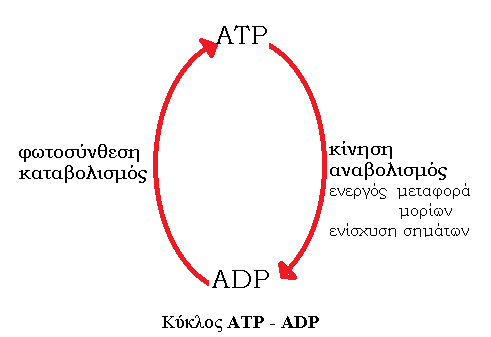 ATP
φωτοσύνθεση
καταβολισμός
κίνηση
αναβολισμός
ενεργός μεταφορά
μορίων
ενίσχυση σημάτων
ADP
Κύκλος ATP - ADP